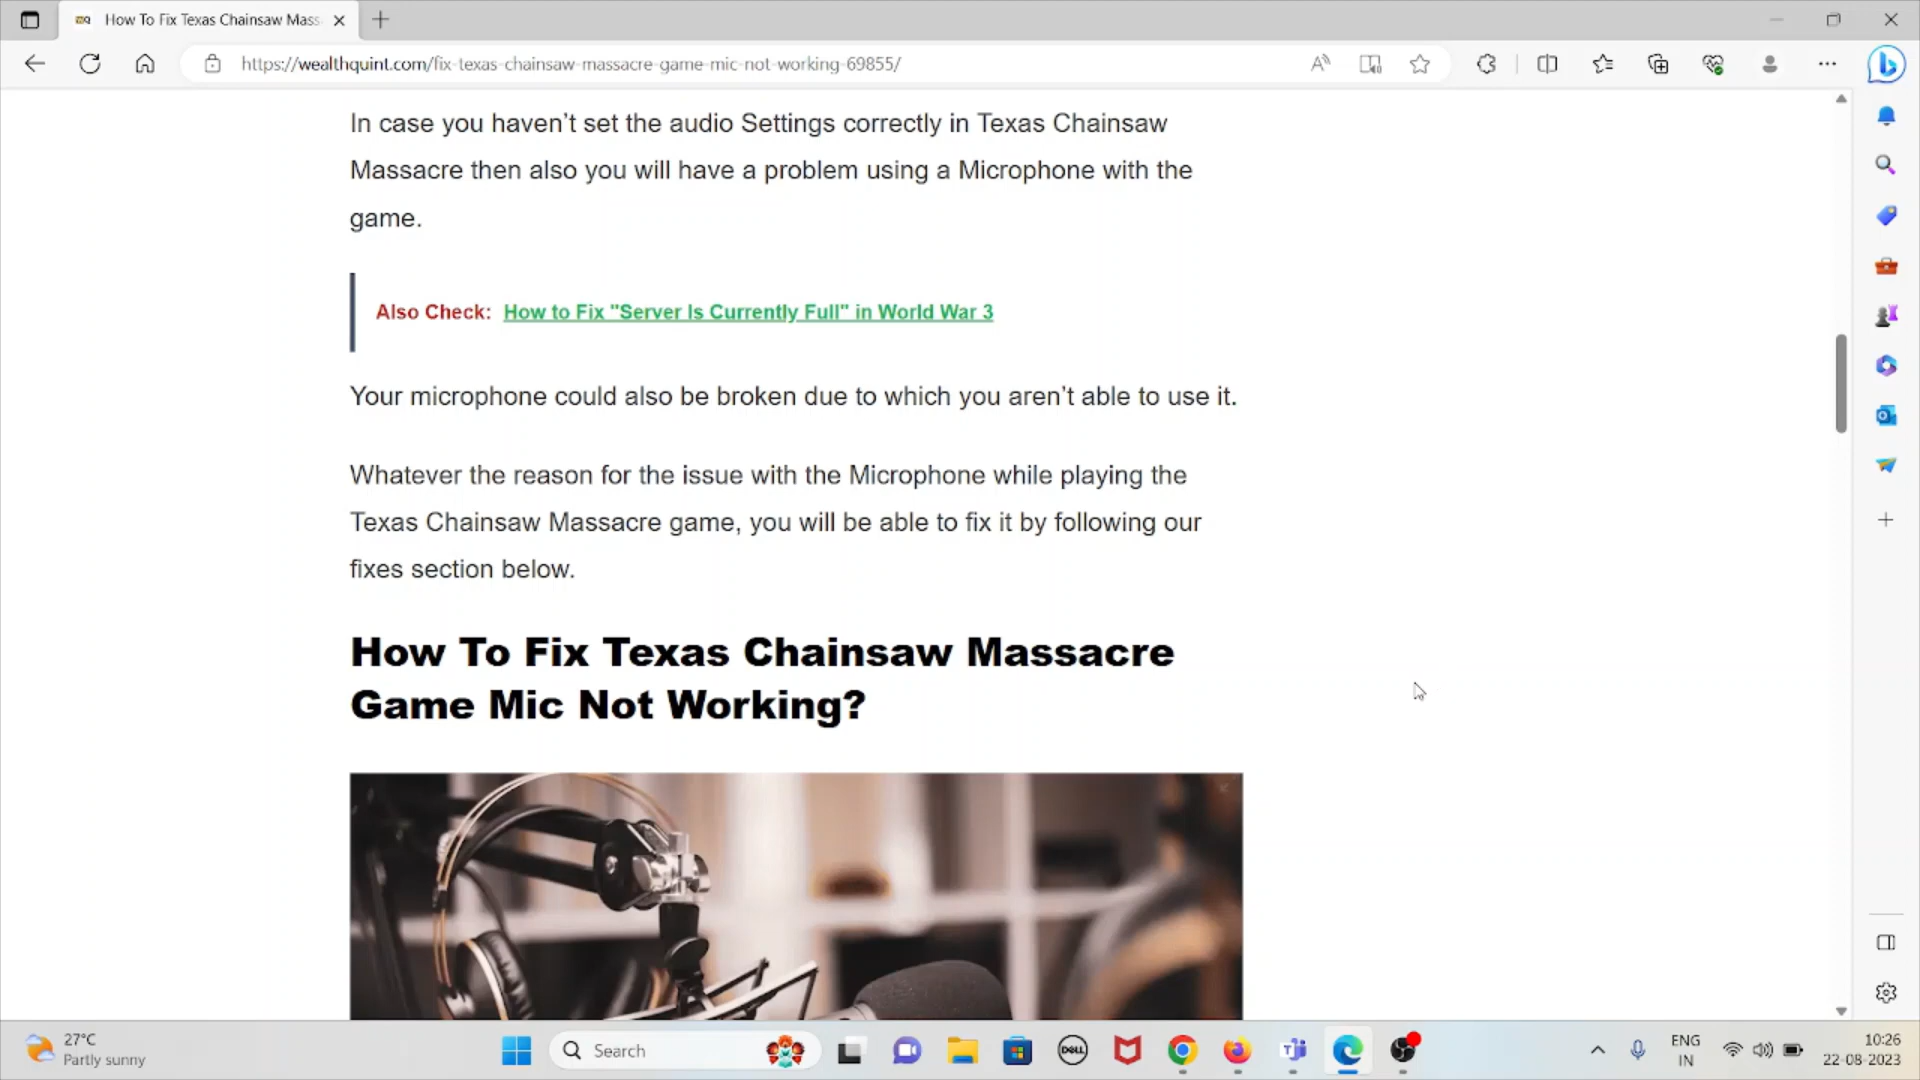 How To Fix Texas Chainsaw Mass
https://wealthquint.com/fix-texas-chainsaw-massacre-game-mic-not-working-69855/
In case you haven’t set the audio Settings correctly in Texas Chainsaw
Massacre then also you will have a problem using a Microphone with the
game.
Also Check: How to Fix "Server Is Currently Full" in World War 3
Your microphone could also be broken due to which you aren’t able to use it.
Whatever the reason for the issue with the Microphone while playing the
Texas Chainsaw Massacre game, you will be able to fix it by following our
fixes section below.
How To Fix Texas Chainsaw Massacre
Game Mic Not Working?
27°C
Partly sunny
Search
DELL
ENG
IN
10:26
22-08-2023